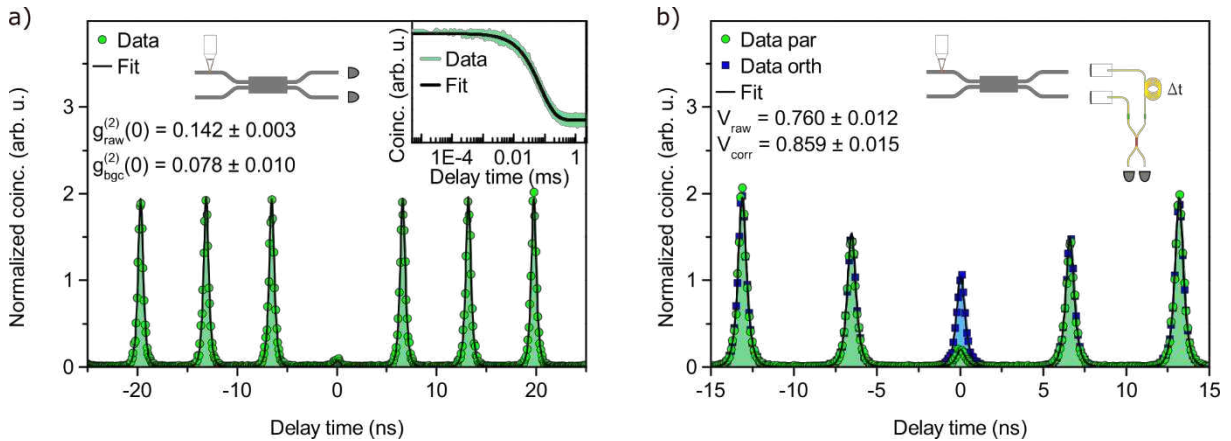 a)
Data
Fit
g(2)raw(0) = 0.142 ± 0.003
g(2)bgc(0) = 0.078 ± 0.010
Data
Fit
Coinc. (arb. u.)
1E-4 0.01 1
Delay time (ms)
Normalized coinc. (arb. u.)
3
2
1
0
-20 -10 0 10 20
Delay time (ns)
b)
Data par
Data orth
Fit
Vraw = 0.760 ± 0.012
Vcorr = 0.859 ± 0.015
Δt
Normalized coinc. (arb. u.)
3
2
1
0
-15 -10 -5 0 5 10 15
Delay time (ns)